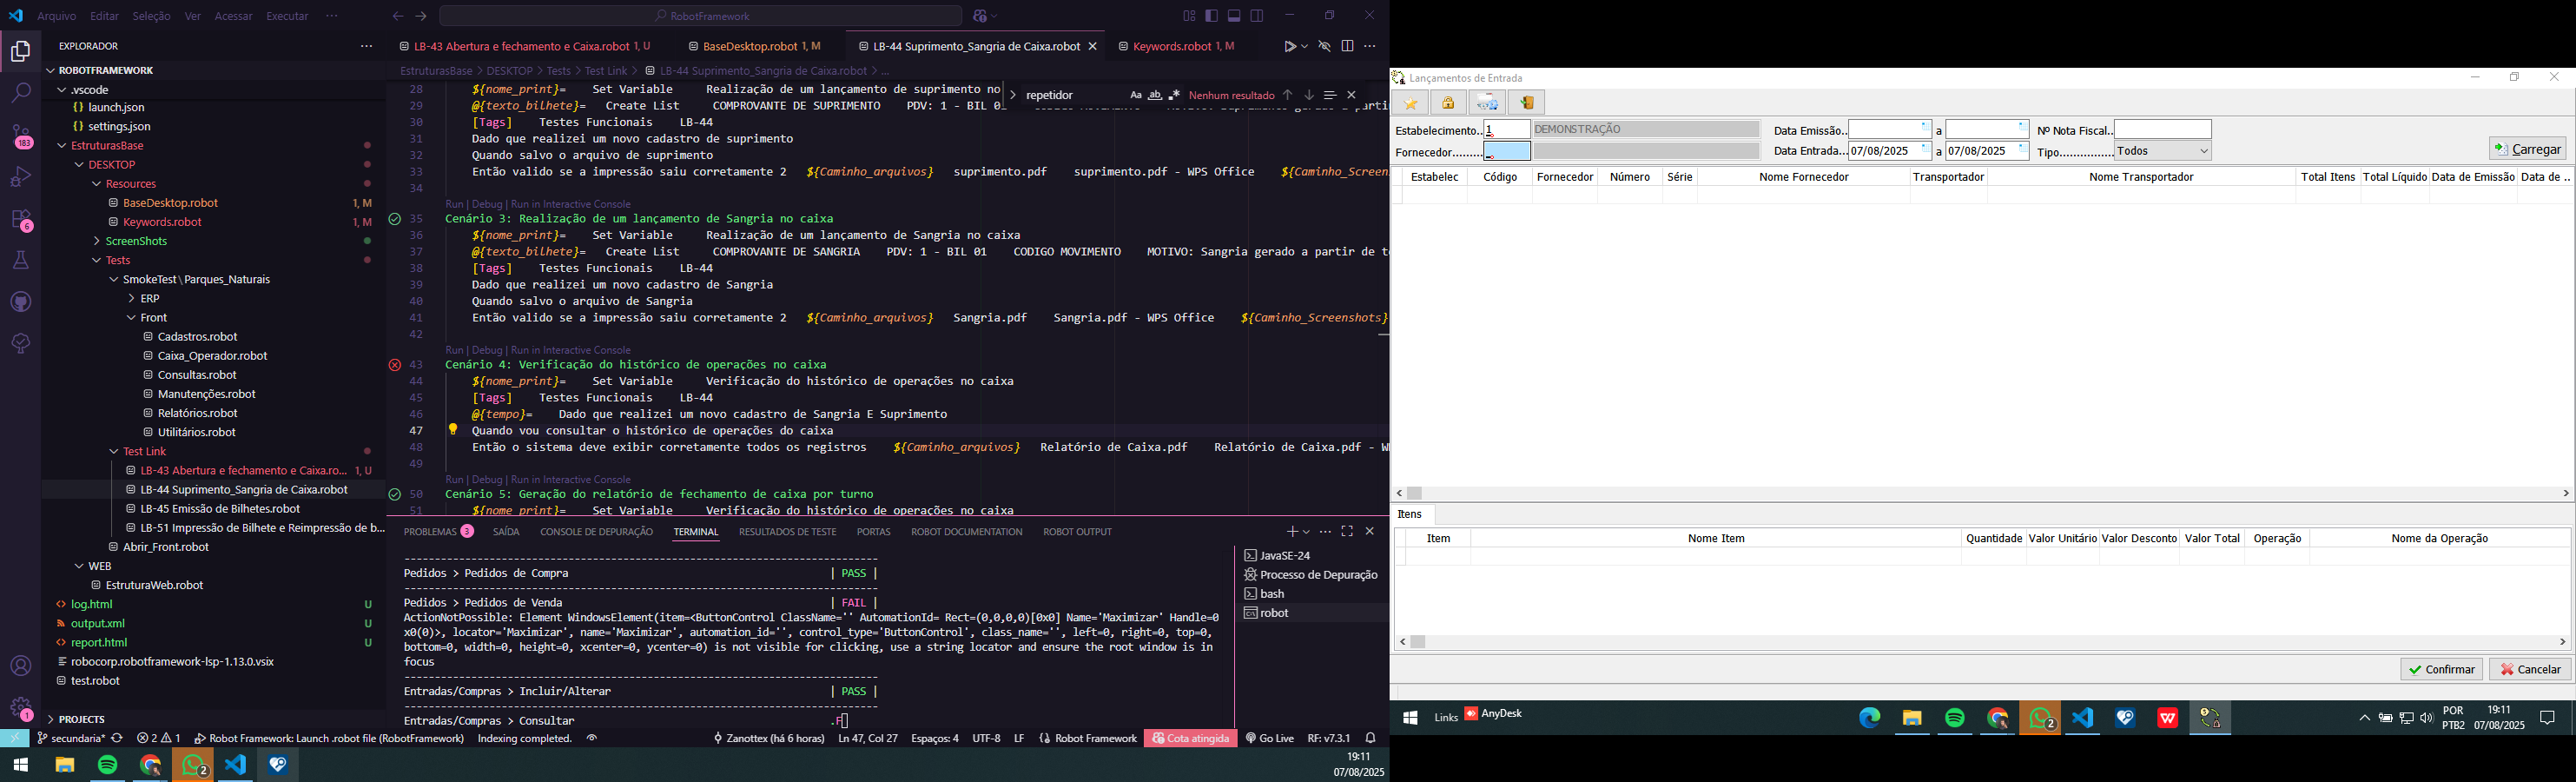 Arquivo Editar Seleção Ver Acessar Executar ···
RobotFramework
EXPLORADOR
LB-43 Abertura e fechamento e Caixa.robot 1, U
BaseDesktop.robot 1, M
LB-44 Suprimento_Sangria de Caixa.robot
Keywords.robot 1, M
ROBOTFRAMEWORK
.vscode
launch.json
settings.json
EstruturasBase
DESKTOP
Resources
BaseDesktop.robot 1, M
Keywords.robot 1, M
ScreenShots
Tests
SmokeTest\Parques_Naturais
ERP
Front
Cadastros.robot
Caixa_Operador.robot
Consultas.robot
Manutenções.robot
Relatórios.robot
Utilitários.robot
Test Link
LB-43 Abertura e fechamento e Caixa.ro... 1, U
LB-44 Suprimento_Sangria de Caixa.robot
LB-45 Emissão de Bilhetes.robot
LB-51 Impressão de Bilhete e Reimpressão de b...
Abrir_Front.robot
WEB
EstruturaWeb.robot
log.html U
output.xml U
report.html U
robocorp.robotframework-lsp-1.13.0.vsix
test.robot
PROJECTS
183
6
1
EstruturasBase > DESKTOP > Tests > Test Link > LB-44 Suprimento_Sangria de Caixa.robot > ...
repetidor Aa ab Nenhum resultado
28 ${nome_print}= Set Variable Realização de um lançamento de suprimento no
29 @{texto_bilhete}= Create List COMPROVANTE DE SUPRIMENTO PDV: 1 - BIL 01
30 [Tags] Testes Funcionais LB-44
31 Dado que realizei um novo cadastro de suprimento
32 Quando salvo o arquivo de suprimento
33 Então valido se a impressão saiu corretamente 2 ${Caminho_arquivos} suprimento.pdf suprimento.pdf - WPS Office ${Caminho_Screen
34
Run | Debug | Run in Interactive Console
35 Cenário 3: Realização de um lançamento de Sangria no caixa
36 ${nome_print}= Set Variable Realização de um lançamento de Sangria no caixa
37 @{texto_bilhete}= Create List COMPROVANTE DE SANGRIA PDV: 1 - BIL 01 CODIGO MOVIMENTO MOTIVO: Sangria gerado a partir de t
38 [Tags] Testes Funcionais LB-44
39 Dado que realizei um novo cadastro de Sangria
40 Quando salvo o arquivo de Sangria
41 Então valido se a impressão saiu corretamente 2 ${Caminho_arquivos} Sangria.pdf Sangria.pdf - WPS Office ${Caminho_Screenshots}
42
Run | Debug | Run in Interactive Console
43 Cenário 4: Verificação do histórico de operações no caixa
44 ${nome_print}= Set Variable Verificação do histórico de operações no caixa
45 [Tags] Testes Funcionais LB-44
46 @{tempo}= Dado que realizei um novo cadastro de Sangria E Suprimento
47 Quando vou consultar o histórico de operações do caixa
48 Então o sistema deve exibir corretamente todos os registros ${Caminho_arquivos} Relatório de Caixa.pdf Relatório de Caixa.pdf - W
49
Run | Debug | Run in Interactive Console
50 Cenário 5: Geração do relatório de fechamento de caixa por turno
51 ${nome_print}= Set Variable Verificação do histórico de operações no caixa
PROBLEMAS 3 SAÍDA CONSOLE DE DEPURAÇÃO TERMINAL RESULTADOS DE TESTE PORTAS ROBOT DOCUMENTATION ROBOT OUTPUT
------------------------------------------------------------------------------
Pedidos > Pedidos de Compra | PASS |
------------------------------------------------------------------------------
Pedidos > Pedidos de Venda | FAIL |
ActionNotPossible: Element WindowsElement(item=<ButtonControl ClassName='' AutomationId= Rect=(0,0,0,0)[0x0] Name='Maximizar' Handle=0
x0(0)>, locator='Maximizar', name='Maximizar', automation_id='', control_type='ButtonControl', class_name='', left=0, right=0, top=0,
bottom=0, width=0, height=0, xcenter=0, ycenter=0) is not visible for clicking, use a string locator and ensure the root window is in
focus
------------------------------------------------------------------------------
Entradas/Compras > Incluir/Alterar | PASS |
------------------------------------------------------------------------------
Entradas/Compras > Consultar .F
JavaSE-24
Processo de Depuração
bash
robot
secundaria* 2 1 Robot Framework: Launch .robot file (RobotFramework) Indexing completed. Zanottex (há 6 horas) Ln 47, Col 27 Espaços: 4 UTF-8 LF Robot Framework Cota atingida Go Live RF: v7.3.1
2
19:11
07/08/2025
Lançamentos de Entrada
Estabelecimento.. 1 DEMONSTRAÇÃO Data Emissão.. a Nº Nota Fiscal..
Fornecedor......... Data Entrada... 07/08/2025 a 07/08/2025 Tipo............... Todos Carregar
Estabelec Código Fornecedor Número Série Nome Fornecedor Transportador Nome Transportador Total Itens Total Líquido Data de Emissão Data de ..
Itens
Item Nome Item Quantidade Valor Unitário Valor Desconto Valor Total Operação Nome da Operação
Confirmar Cancelar
Links AnyDesk
2
POR
PTB2
19:11
07/08/2025